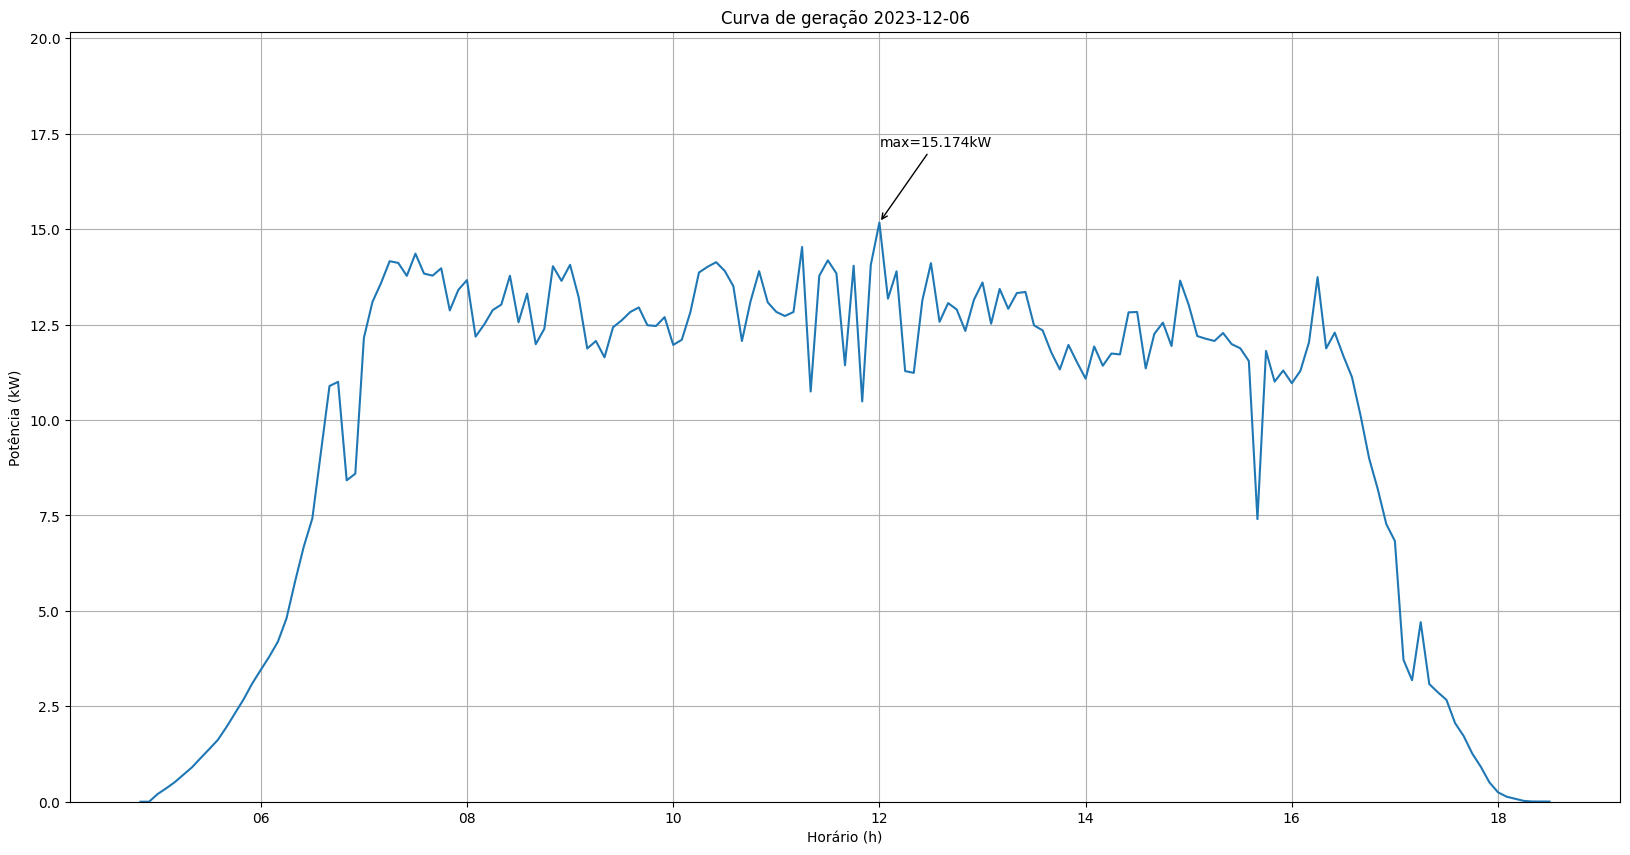 Curva de geração 2023-12-06
20.0
17.5
max=15.174kW
15.0
12.5
10.0
Potência (kW)
7.5
5.0
2.5
0.0
06 08 10 12 14 16 18
Horário (h)